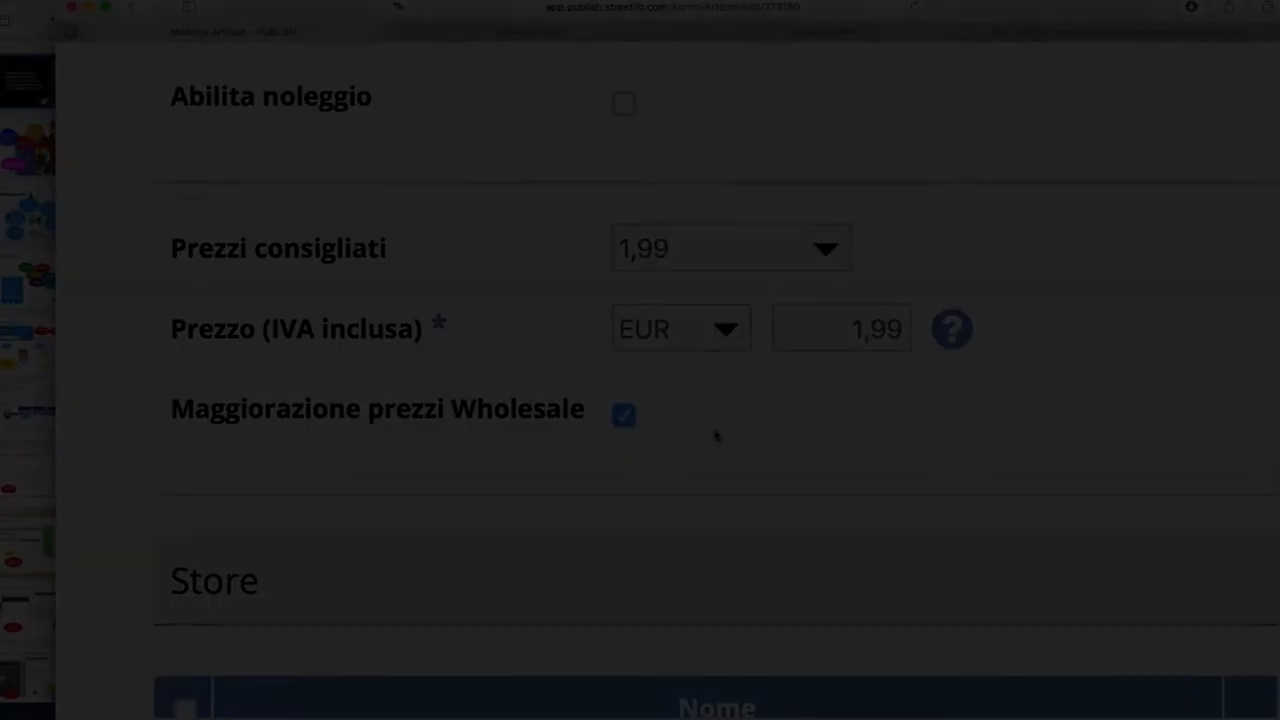 Abilita noleggio
Prezzi consigliati
1,99
Prezzo (IVA inclusa) *
EUR
1,99
?
Maggiorazione prezzi Wholesale
Store
Nome